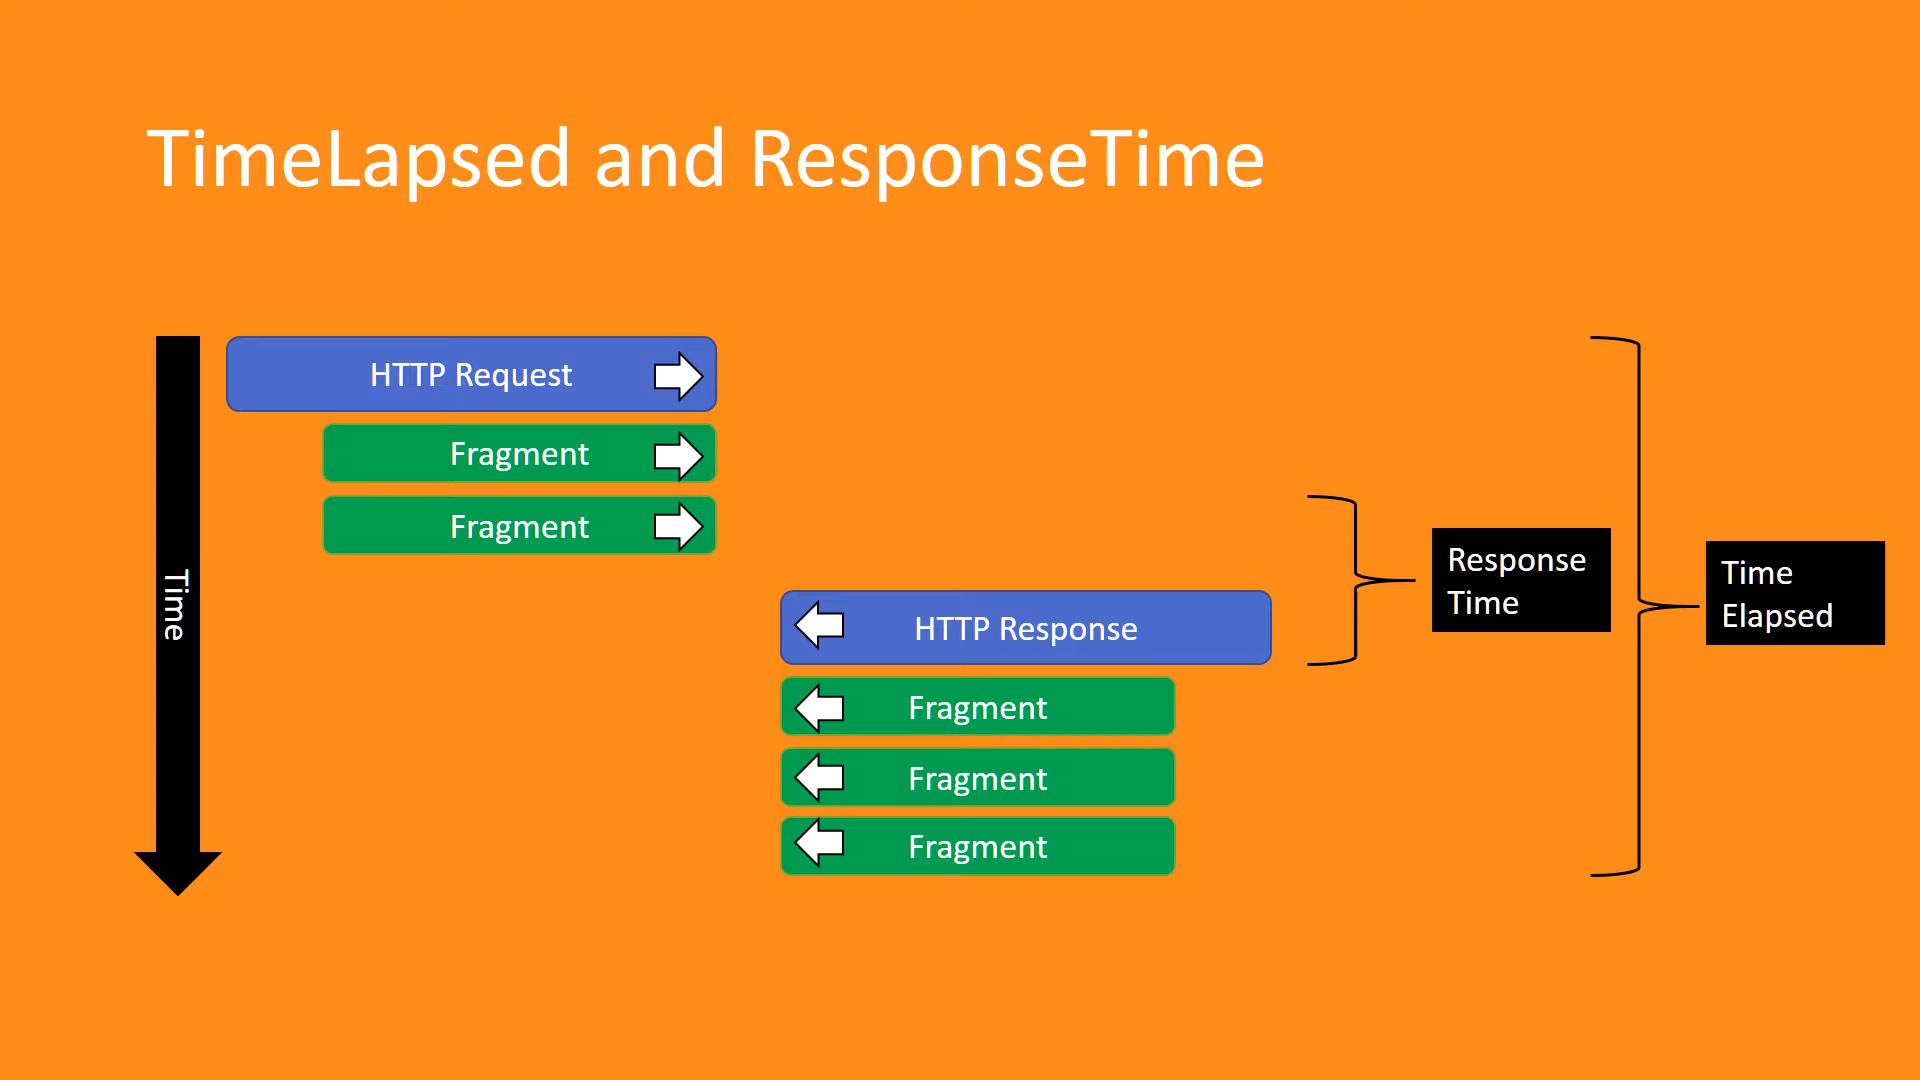 TimeLapsed and ResponseTime
Time
HTTP Request
Fragment
Fragment
HTTP Response
Fragment
Fragment
Fragment
Response
Time
Time
Elapsed